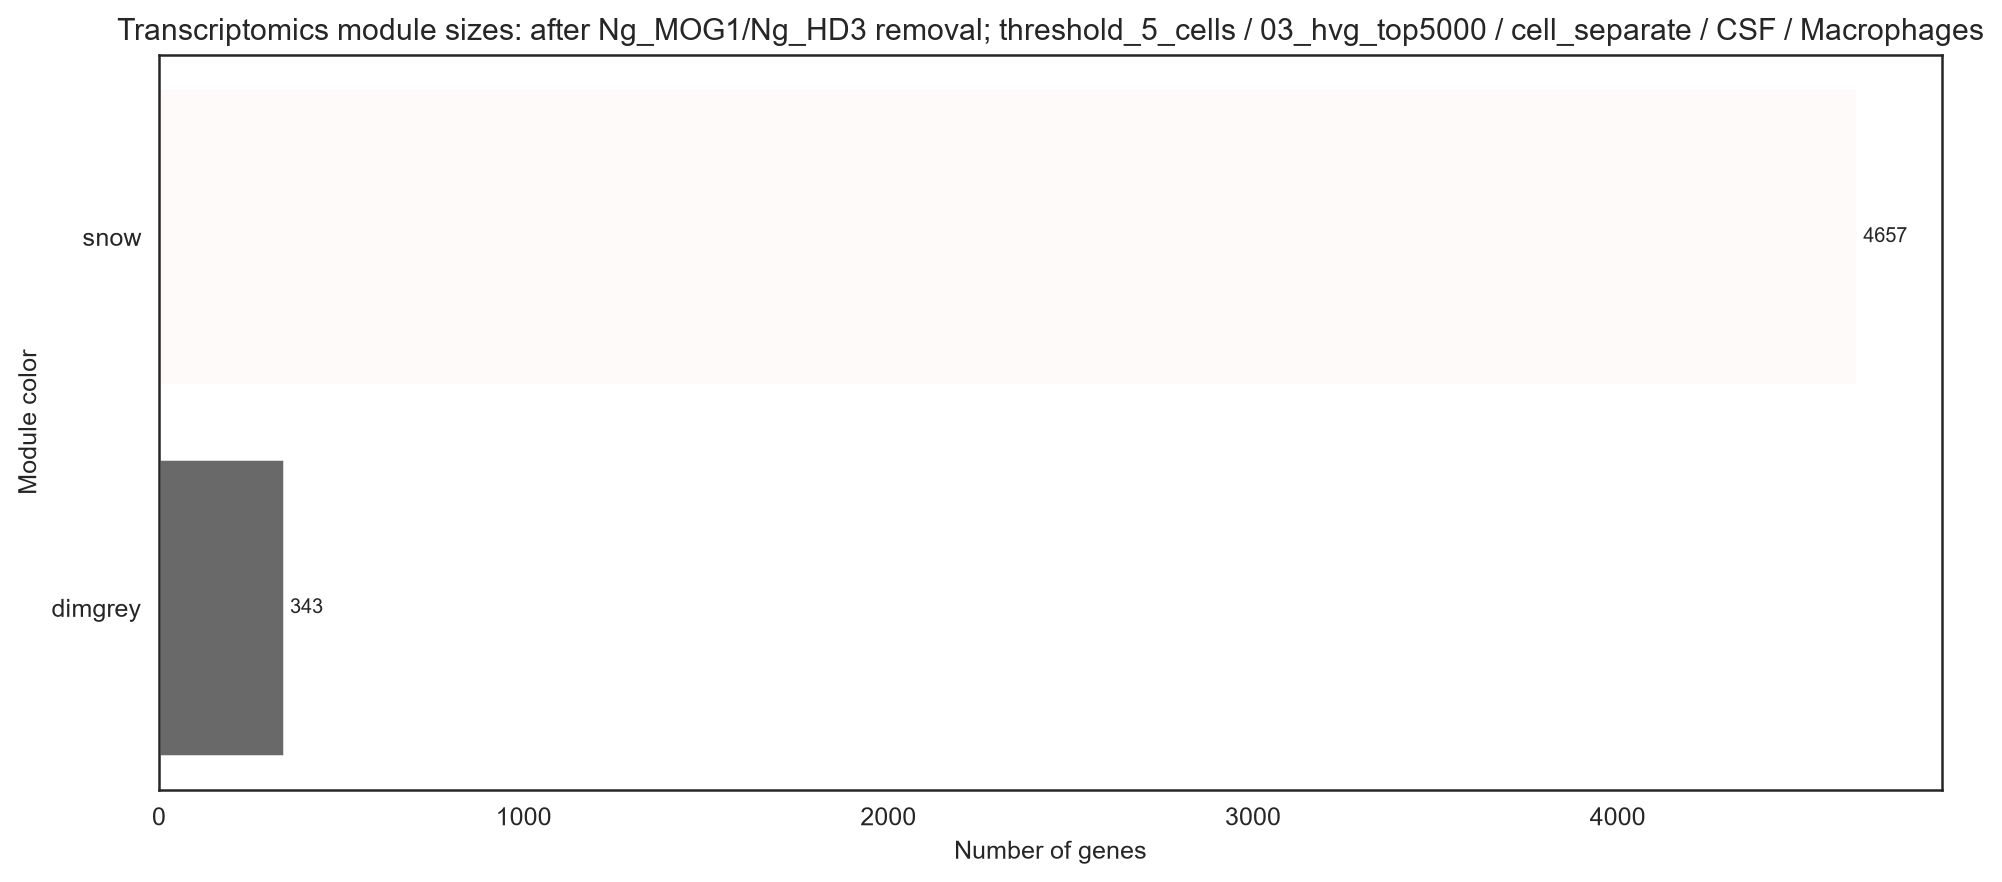 Transcriptomics module sizes: after Ng_MOG1/Ng_HD3 removal; threshold_5_cells / 03_hvg_top5000 / cell_separate / CSF / Macrophages
snow
4657
Module color
dimgrey
343
0 1000 2000 3000 4000
Number of genes